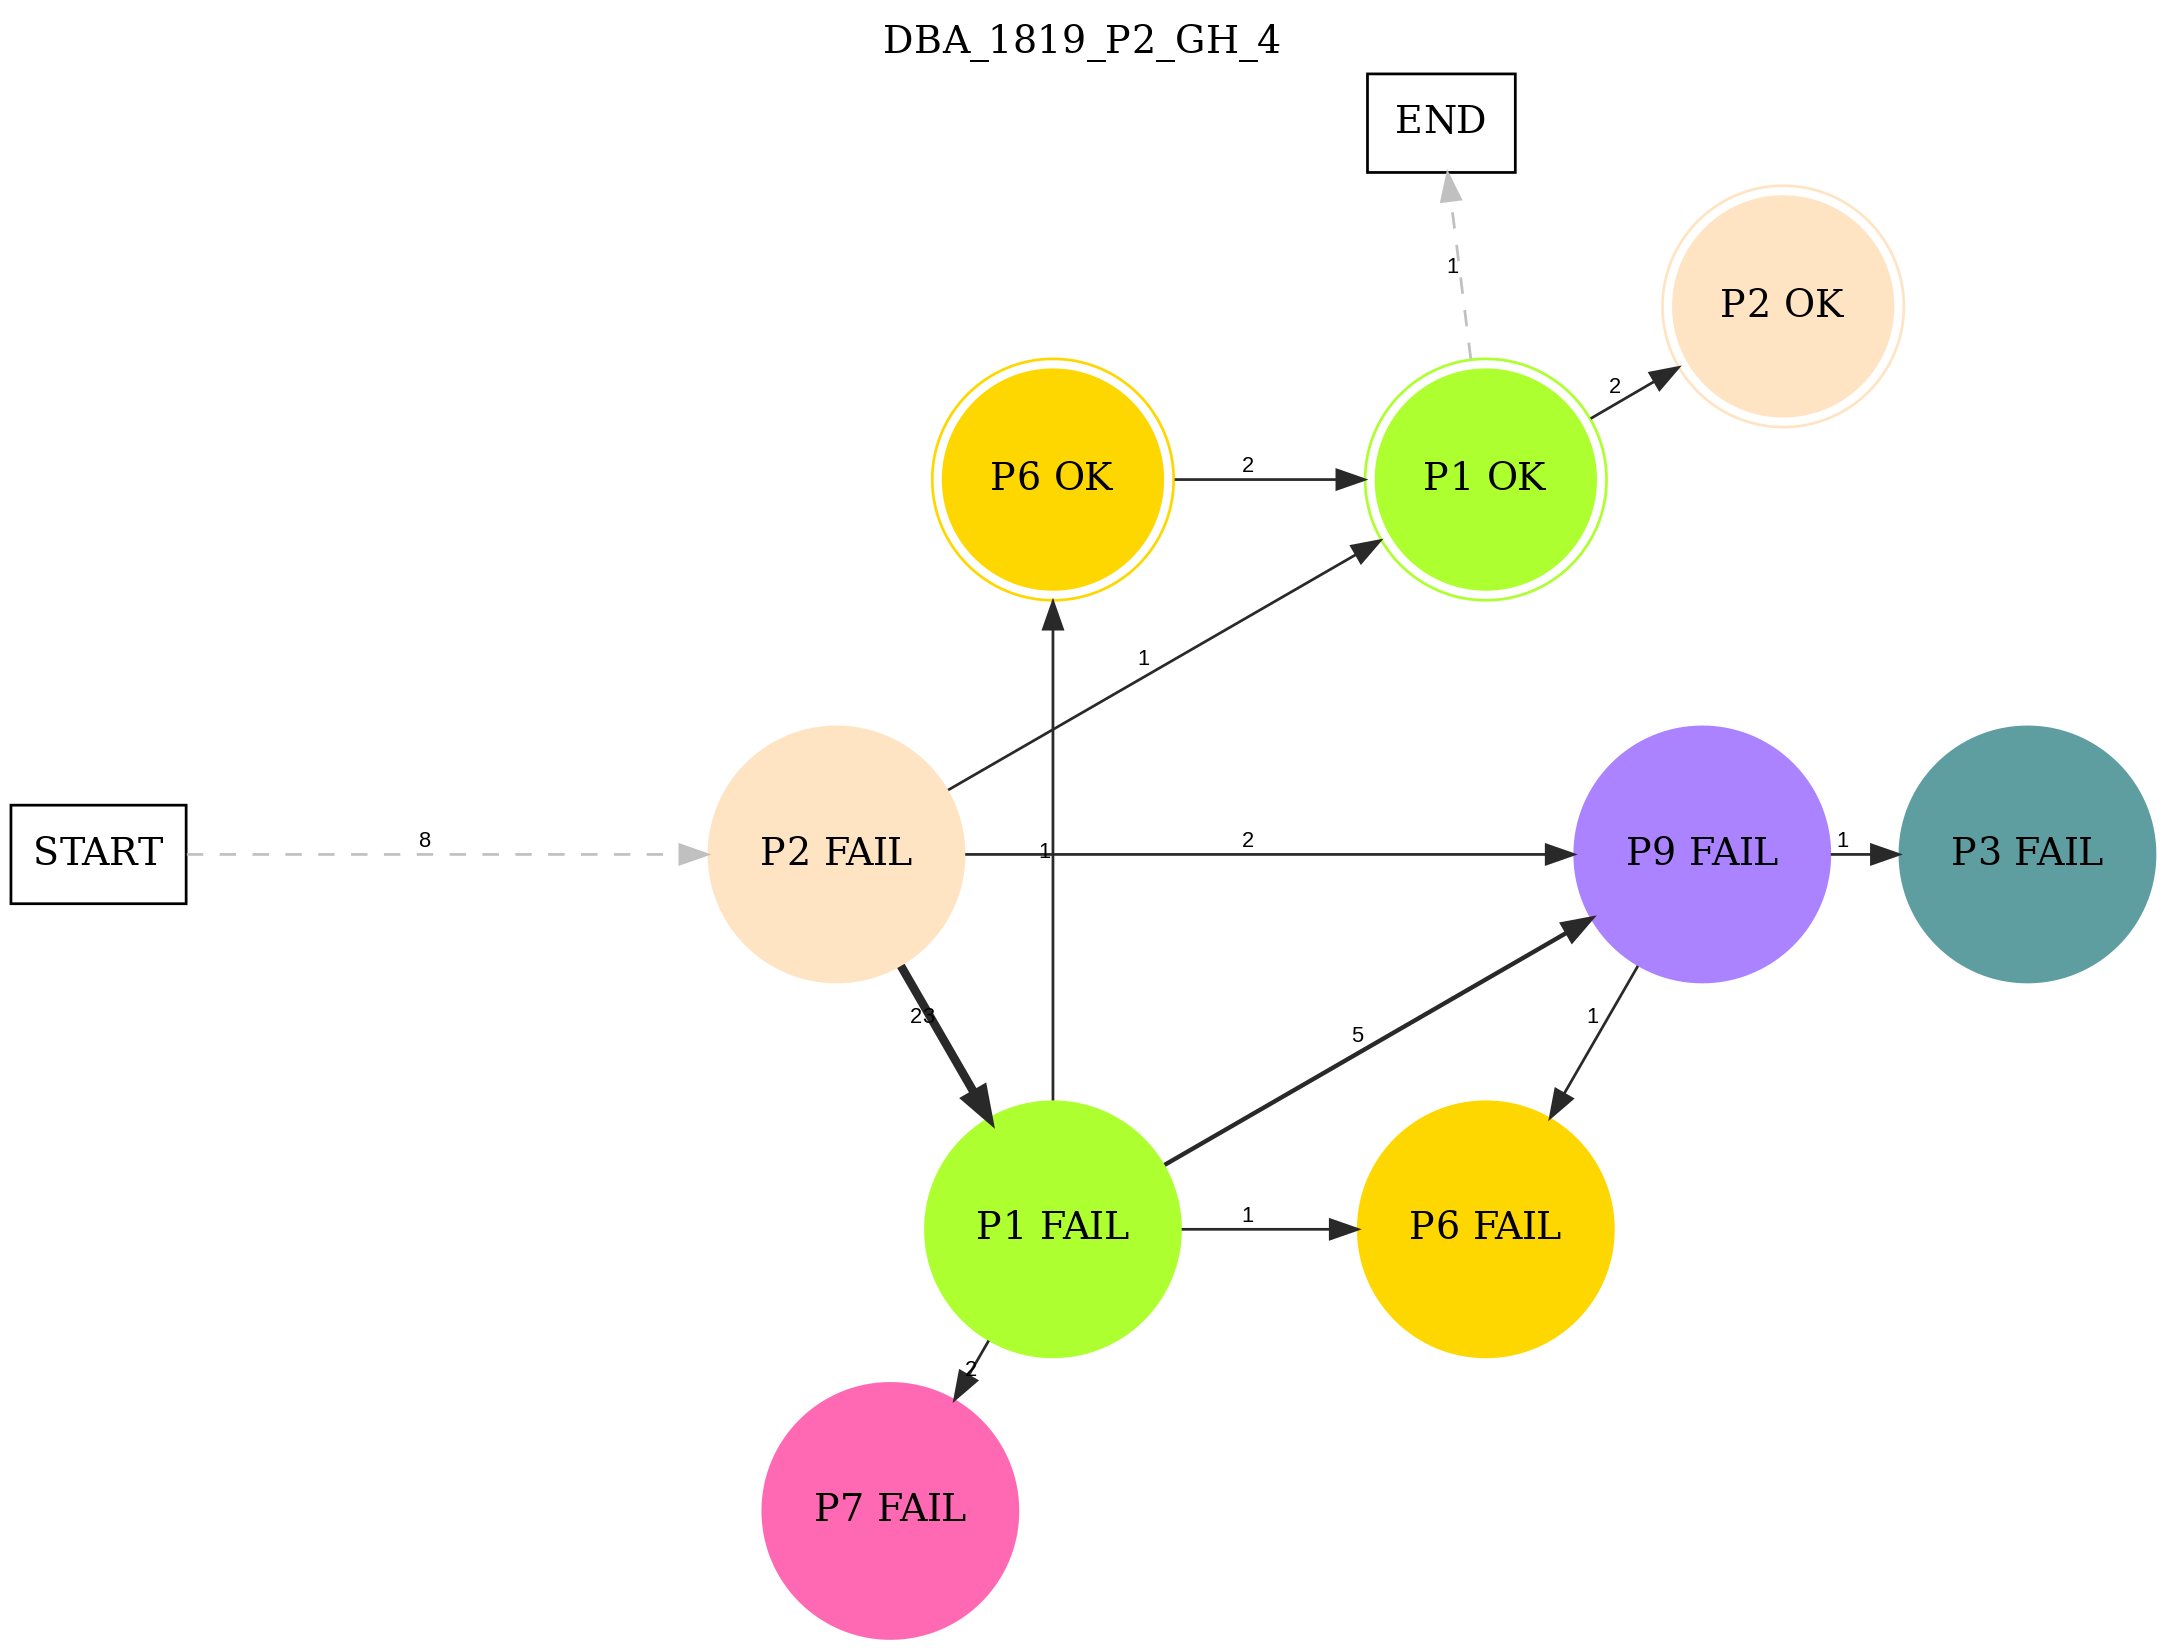 DBA_1819_P2_GH_4
END
1
P2 OK
2
P6 OK
2
P1 OK
1
START
8
P2 FAIL
1
2
P9 FAIL
1
P3 FAIL
23
5
1
P1 FAIL
1
P6 FAIL
2
P7 FAIL